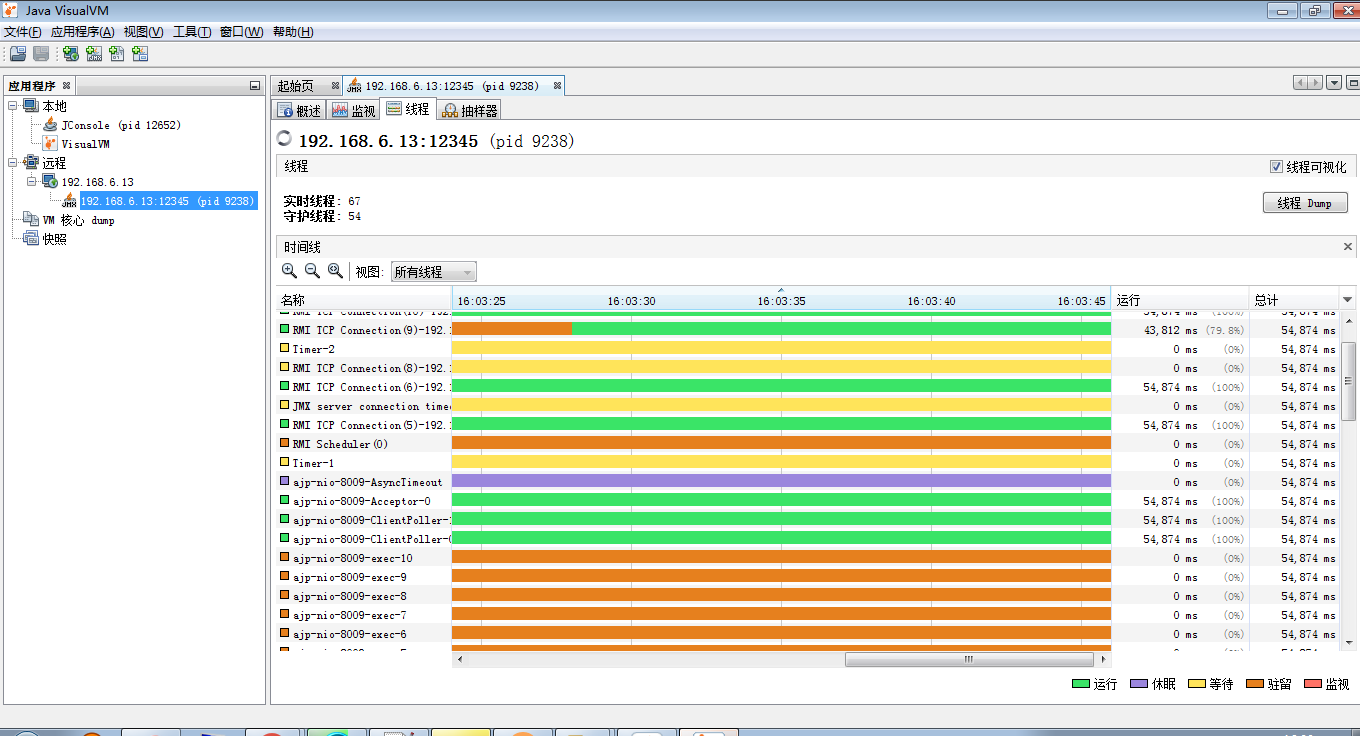 Java VisualVM
文件(F) 应用程序(A) 视图(V) 工具(T) 窗口(W) 帮助(H)
应用程序
本地
JConsole (pid 12652)
VisualVM
远程
192.168.6.13
192.168.6.13:12345 (pid 9238)
VM 核心 dump
快照
起始页 192.168.6.13:12345 (pid 9238)
概述 监视 线程 抽样器
192.168.6.13:12345 (pid 9238)
线程 线程可视化
实时线程: 67
守护线程: 54
线程 Dump
时间线
视图: 所有线程
名称 16:03:25 16:03:30 16:03:35 16:03:40 16:03:45 运行 总计
RMI TCP Connection(10)-192. 54,874 ms (100%) 54,874 ms
RMI TCP Connection(9)-192. 43,812 ms (79.8%) 54,874 ms
Timer-2 0 ms (0%) 54,874 ms
RMI TCP Connection(8)-192. 0 ms (0%) 54,874 ms
RMI TCP Connection(6)-192. 54,874 ms (100%) 54,874 ms
JMX server connection time 0 ms (0%) 54,874 ms
RMI TCP Connection(5)-192. 54,874 ms (100%) 54,874 ms
RMI Scheduler(0) 0 ms (0%) 54,874 ms
Timer-1 0 ms (0%) 54,874 ms
ajp-nio-8009-AsyncTimeout 0 ms (0%) 54,874 ms
ajp-nio-8009-Acceptor-0 54,874 ms (100%) 54,874 ms
ajp-nio-8009-ClientPoller-1 54,874 ms (100%) 54,874 ms
ajp-nio-8009-ClientPoller-0 54,874 ms (100%) 54,874 ms
ajp-nio-8009-exec-10 0 ms (0%) 54,874 ms
ajp-nio-8009-exec-9 0 ms (0%) 54,874 ms
ajp-nio-8009-exec-8 0 ms (0%) 54,874 ms
ajp-nio-8009-exec-7 0 ms (0%) 54,874 ms
ajp-nio-8009-exec-6 0 ms (0%) 54,874 ms
运行 休眠 等待 驻留 监视